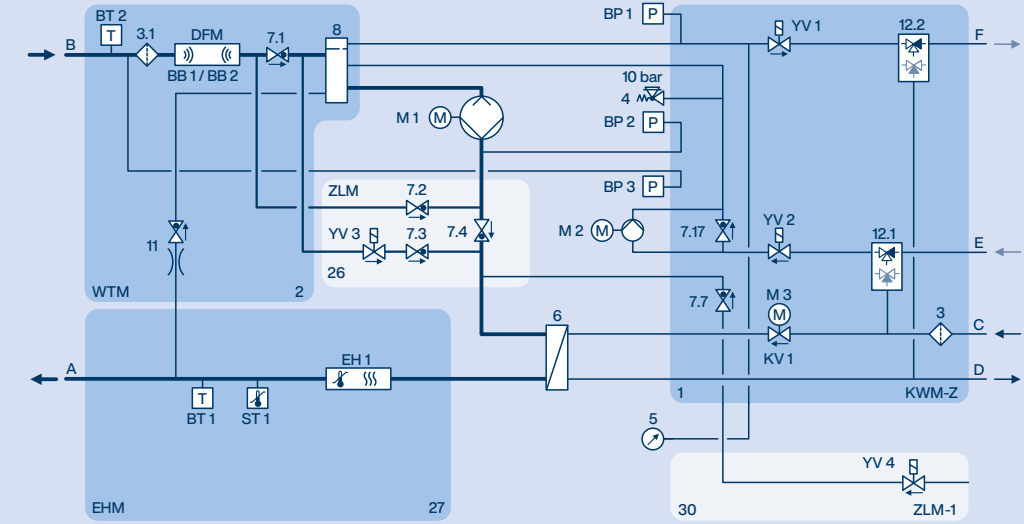 BT 2
B
T
3.1
DFM
BB 1 / BB 2
7.1
8
BP 1
P
YV 1
12.2
F
10 bar
4
M 1
M
BP 2
P
BP 3
P
ZLM
7.2
YV 3
7.3
7.4
26
11
WTM
2
M 2
M
7.17
YV 2
12.1
E
7.7
M 3
M
KV 1
3
C
6
A
EH 1
D
T
BT 1
ST 1
1
KWM-Z
5
YV 4
EHM
27
30
ZLM-1